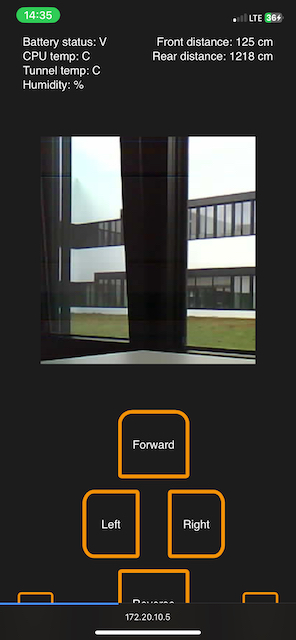 14:35
LTE 36
Battery status: V
CPU temp: C
Tunnel temp: C
Humidity: %
Front distance: 125 cm
Rear distance: 1218 cm
Forward
Left
Right
Reverse
172.20.10.5